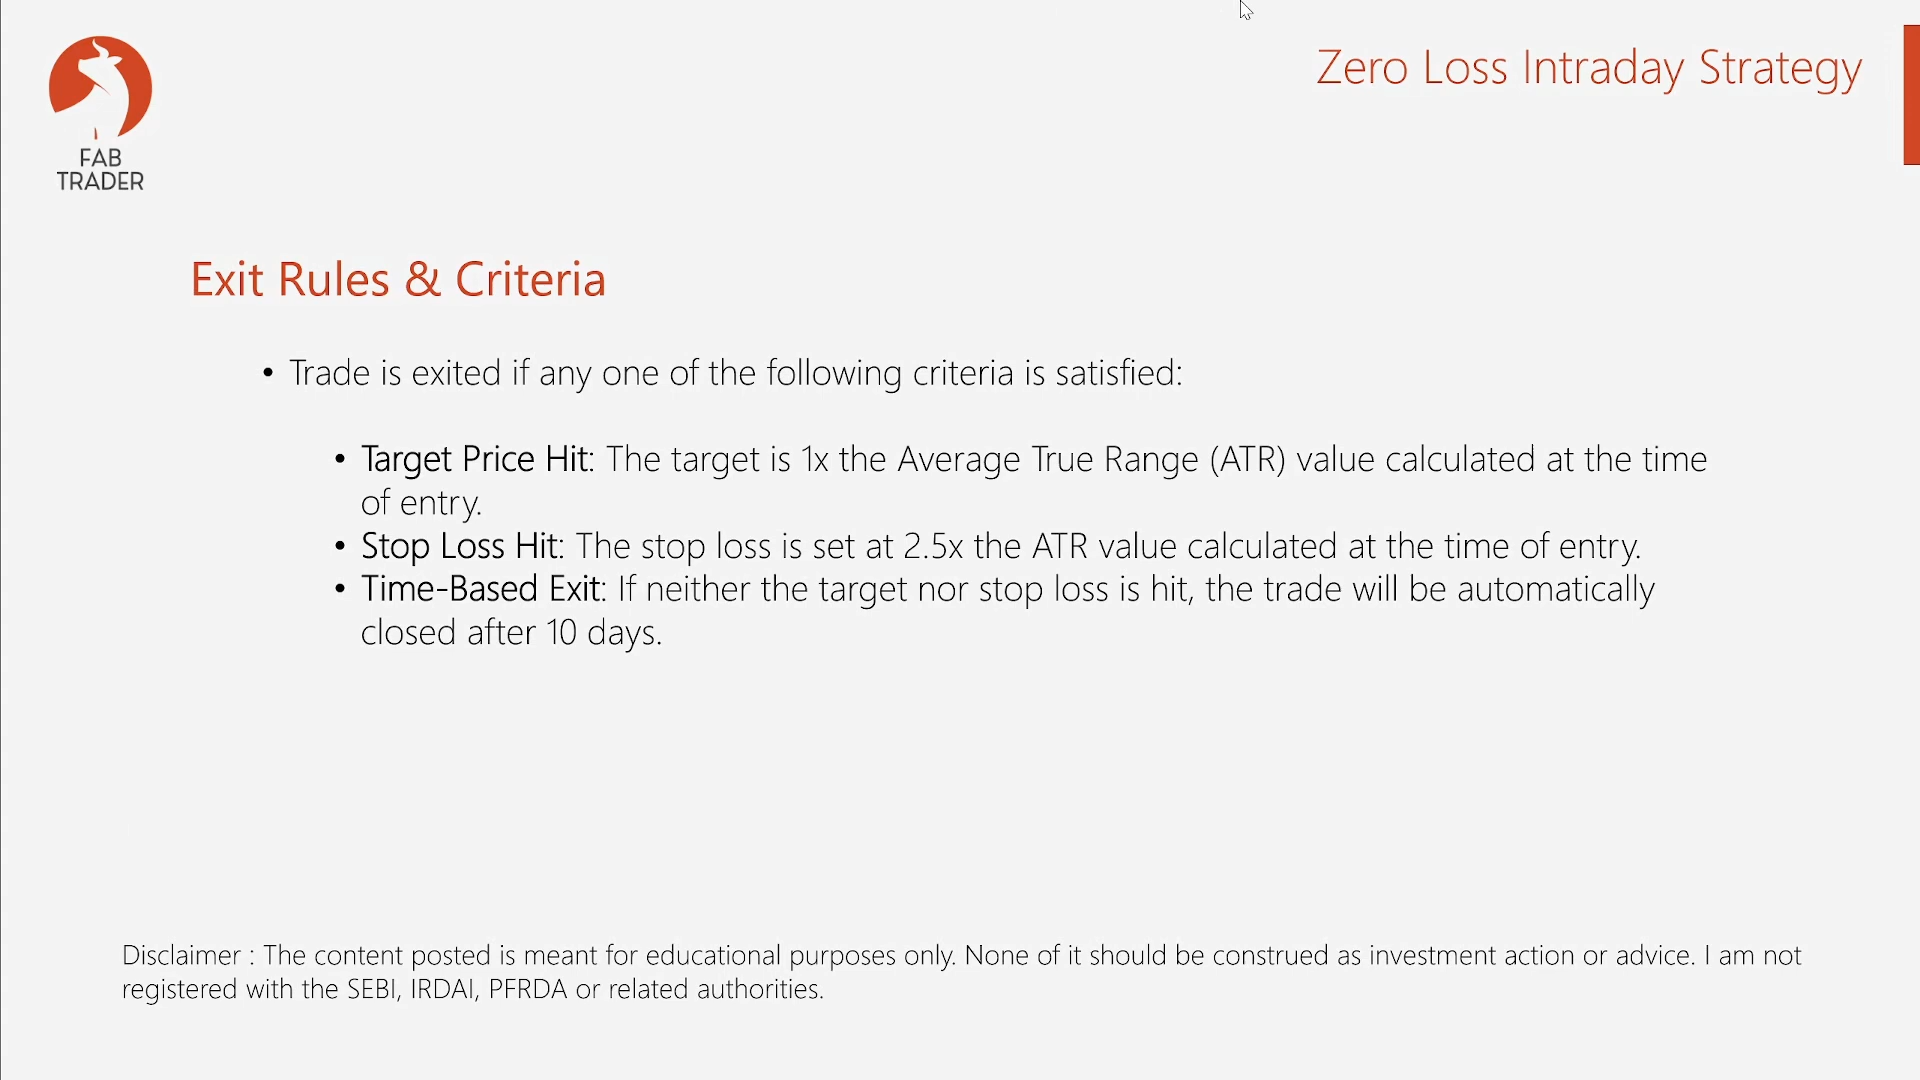 Zero Loss Intraday Strategy
FAB
TRADER
Exit Rules & Criteria
• Trade is exited if any one of the following criteria is satisfied:
• Target Price Hit: The target is 1x the Average True Range (ATR) value calculated at the time
of entry.
• Stop Loss Hit: The stop loss is set at 2.5x the ATR value calculated at the time of entry.
• Time-Based Exit: If neither the target nor stop loss is hit, the trade will be automatically
closed after 10 days.
Disclaimer : The content posted is meant for educational purposes only. None of it should be construed as investment action or advice. I am not
registered with the SEBI, IRDAI, PFRDA or related authorities.